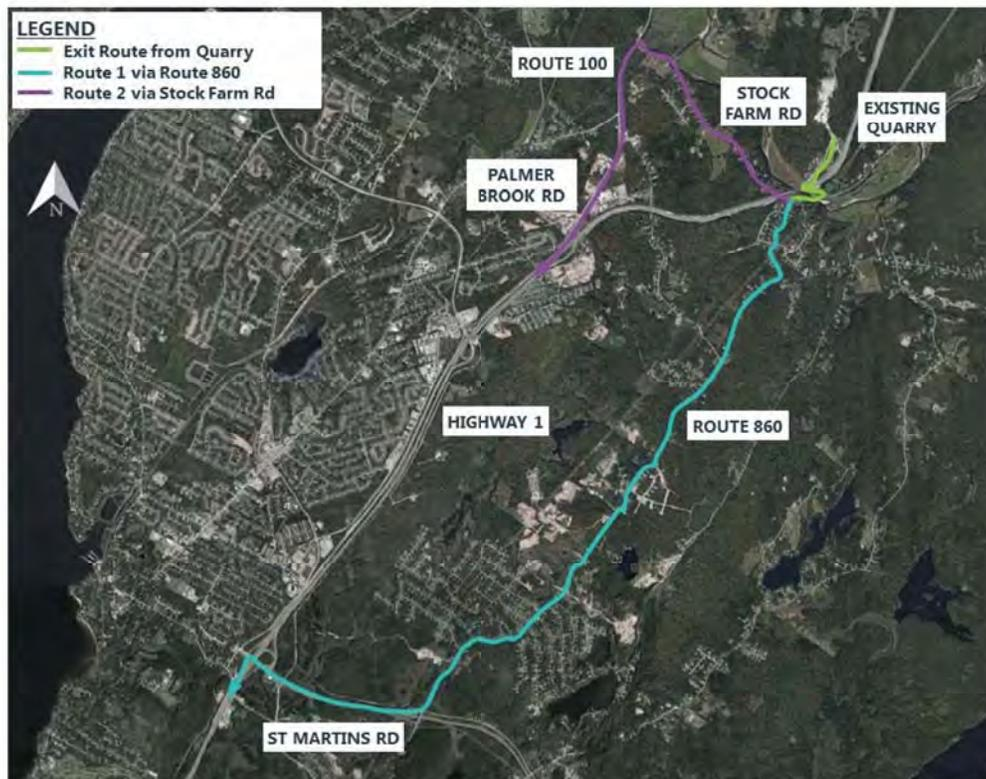 LEGEND
Exit Route from Quarry
Route 1 via Route 860
Route 2 via Stock Farm Rd
ROUTE 100
STOCK
FARM RD
EXISTING
QUARRY
PALMER
BROOK RD
N
HIGHWAY 1
ROUTE 860
ST MARTINS RD